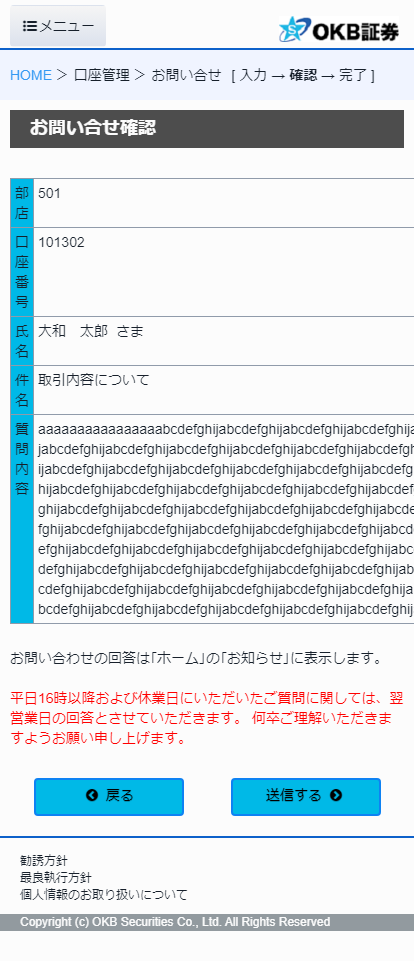 メニュー
OKB証券
HOME ＞ 口座管理 ＞ お問い合せ [ 入力 → 確認 → 完了 ]
お問い合せ確認
部店 501
口座番号 101302
氏名 大和　太郎 さま
件名 取引内容について
質問内容 aaaaaaaaaaaaaaaaabcdefghijabcdefghijabcdefghijabcdefghija
jabcdefghijabcdefghijabcdefghijabcdefghijabcdefghijabcdefghi
ijabcdefghijabcdefghijabcdefghijabcdefghijabcdefghijabcdefg
hijabcdefghijabcdefghijabcdefghijabcdefghijabcdefghijabcdef
ghijabcdefghijabcdefghijabcdefghijabcdefghijabcdefghijabcde
fghijabcdefghijabcdefghijabcdefghijabcdefghijabcdefghijabcd
efghijabcdefghijabcdefghijabcdefghijabcdefghijabcdefghijabc
defghijabcdefghijabcdefghijabcdefghijabcdefghijabcdefghijab
cdefghijabcdefghijabcdefghijabcdefghijabcdefghijabcdefghij
bcdefghijabcdefghijabcdefghijabcdefghijabcdefghijabcdefghij
お問い合わせの回答は｢ホーム｣の｢お知らせ｣に表示します。
平日16時以降および休業日にいただいたご質問に関しては、翌
営業日の回答とさせていただきます。 何卒ご理解いただきま
すようお願い申し上げます。
戻る
送信する
勧誘方針
最良執行方針
個人情報のお取り扱いについて
Copyright (c) OKB Securities Co., Ltd. All Rights Reserved